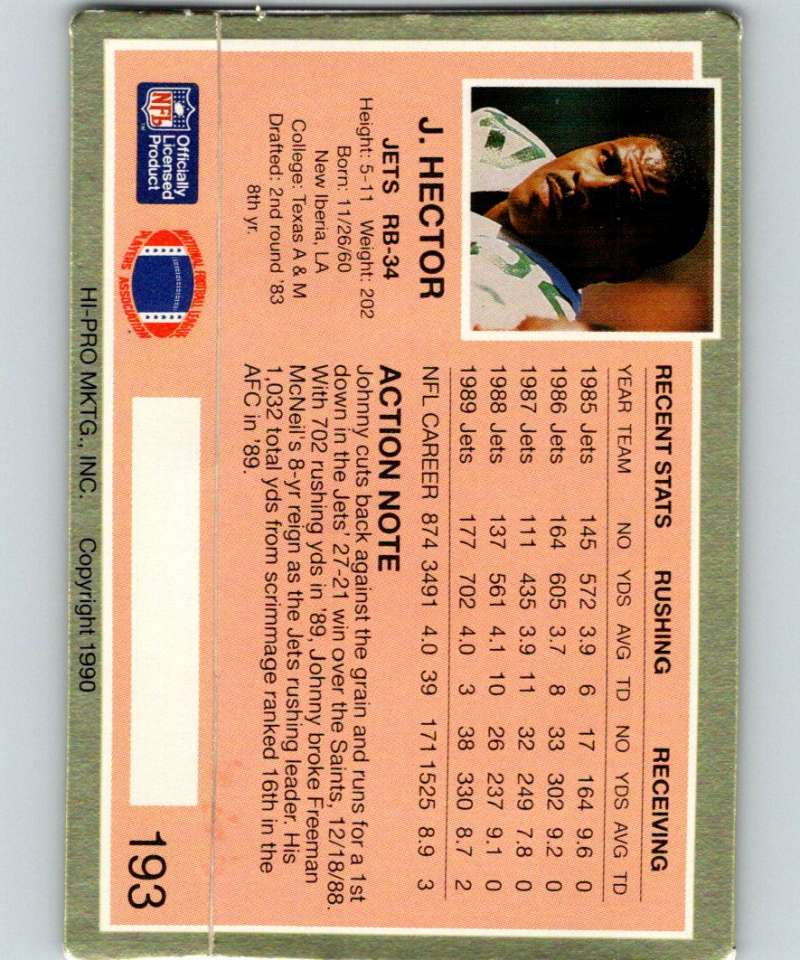 J. HECTOR
JETS RB-34
Height: 5-11 Weight: 202
Born: 11/26/60
New Iberia, LA
College: Texas A & M
Drafted: 2nd round '83
8th yr.
NFL
Officially
Licensed
Product
NATIONAL FOOTBALL LEAGUE
PLAYERS ASSOCIATION
RECENT STATS RUSHING RECEIVING
YEAR TEAM NO YDS AVG TD NO YDS AVG TD
1985 Jets 145 572 3.9 6 17 164 9.6 0
1986 Jets 164 605 3.7 8 33 302 9.2 0
1987 Jets 111 435 3.9 11 32 249 7.8 0
1988 Jets 137 561 4.1 10 26 237 9.1 0
1989 Jets 177 702 4.0 3 38 330 8.7 2
NFL CAREER 874 3491 4.0 39 171 1525 8.9 3
ACTION NOTE
Johnny cuts back against the grain and runs for a 1st
down in the Jets' 27-21 win over the Saints, 12/18/88.
With 702 rushing yds in '89, Johnny broke Freeman
McNeil's 8-yr reign as the Jets rushing leader. His
1,032 total yds from scrimmage ranked 16th in the
AFC in '89.
193
HI-PRO MKTG., INC. Copyright 1990